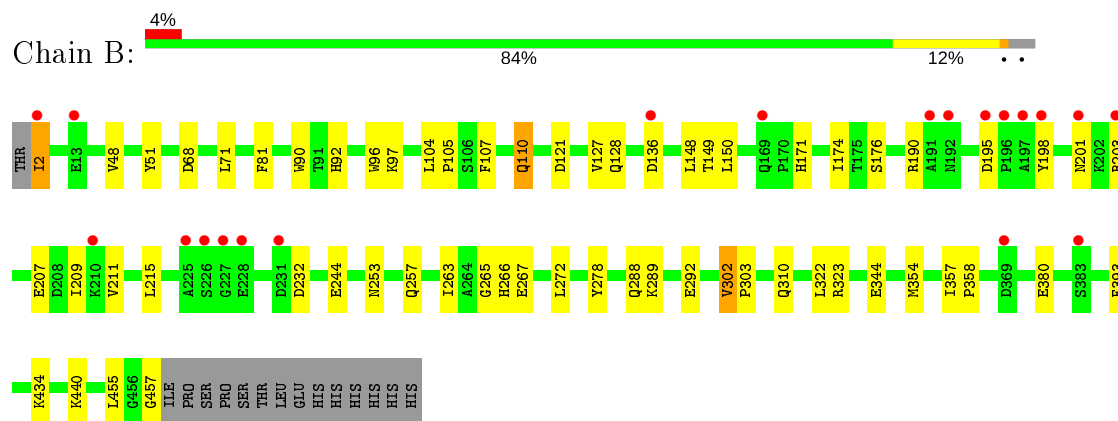 4%
Chain B:
84% 12% • •
THR I2 E13 V48 Y51 D68 L71 F81 W90 T91 H92 W96 K97 L104 P105 S106 F107 Q110 D121 V127 Q128 D136 L148 T149 L150 Q169 P170 H171 I174 T175 S176 R190 A191 N192 D195 P196 A197 Y198 N201 K202
E207 D208 I209 K210 V211 L215 A225 S226 G227 E228 D231 D232 E244 N253 Q257 I263 A264 G265 H266 E267 L272 Y278 Q288 K289 E292 V302 P303 Q310 L322 R323 E344 M354 I357 P358 D369 E380 S383
K434 K440 L455 G456 G457 ILE PRO SER PRO SER THR LEU GLU HIS HIS HIS HIS HIS HIS